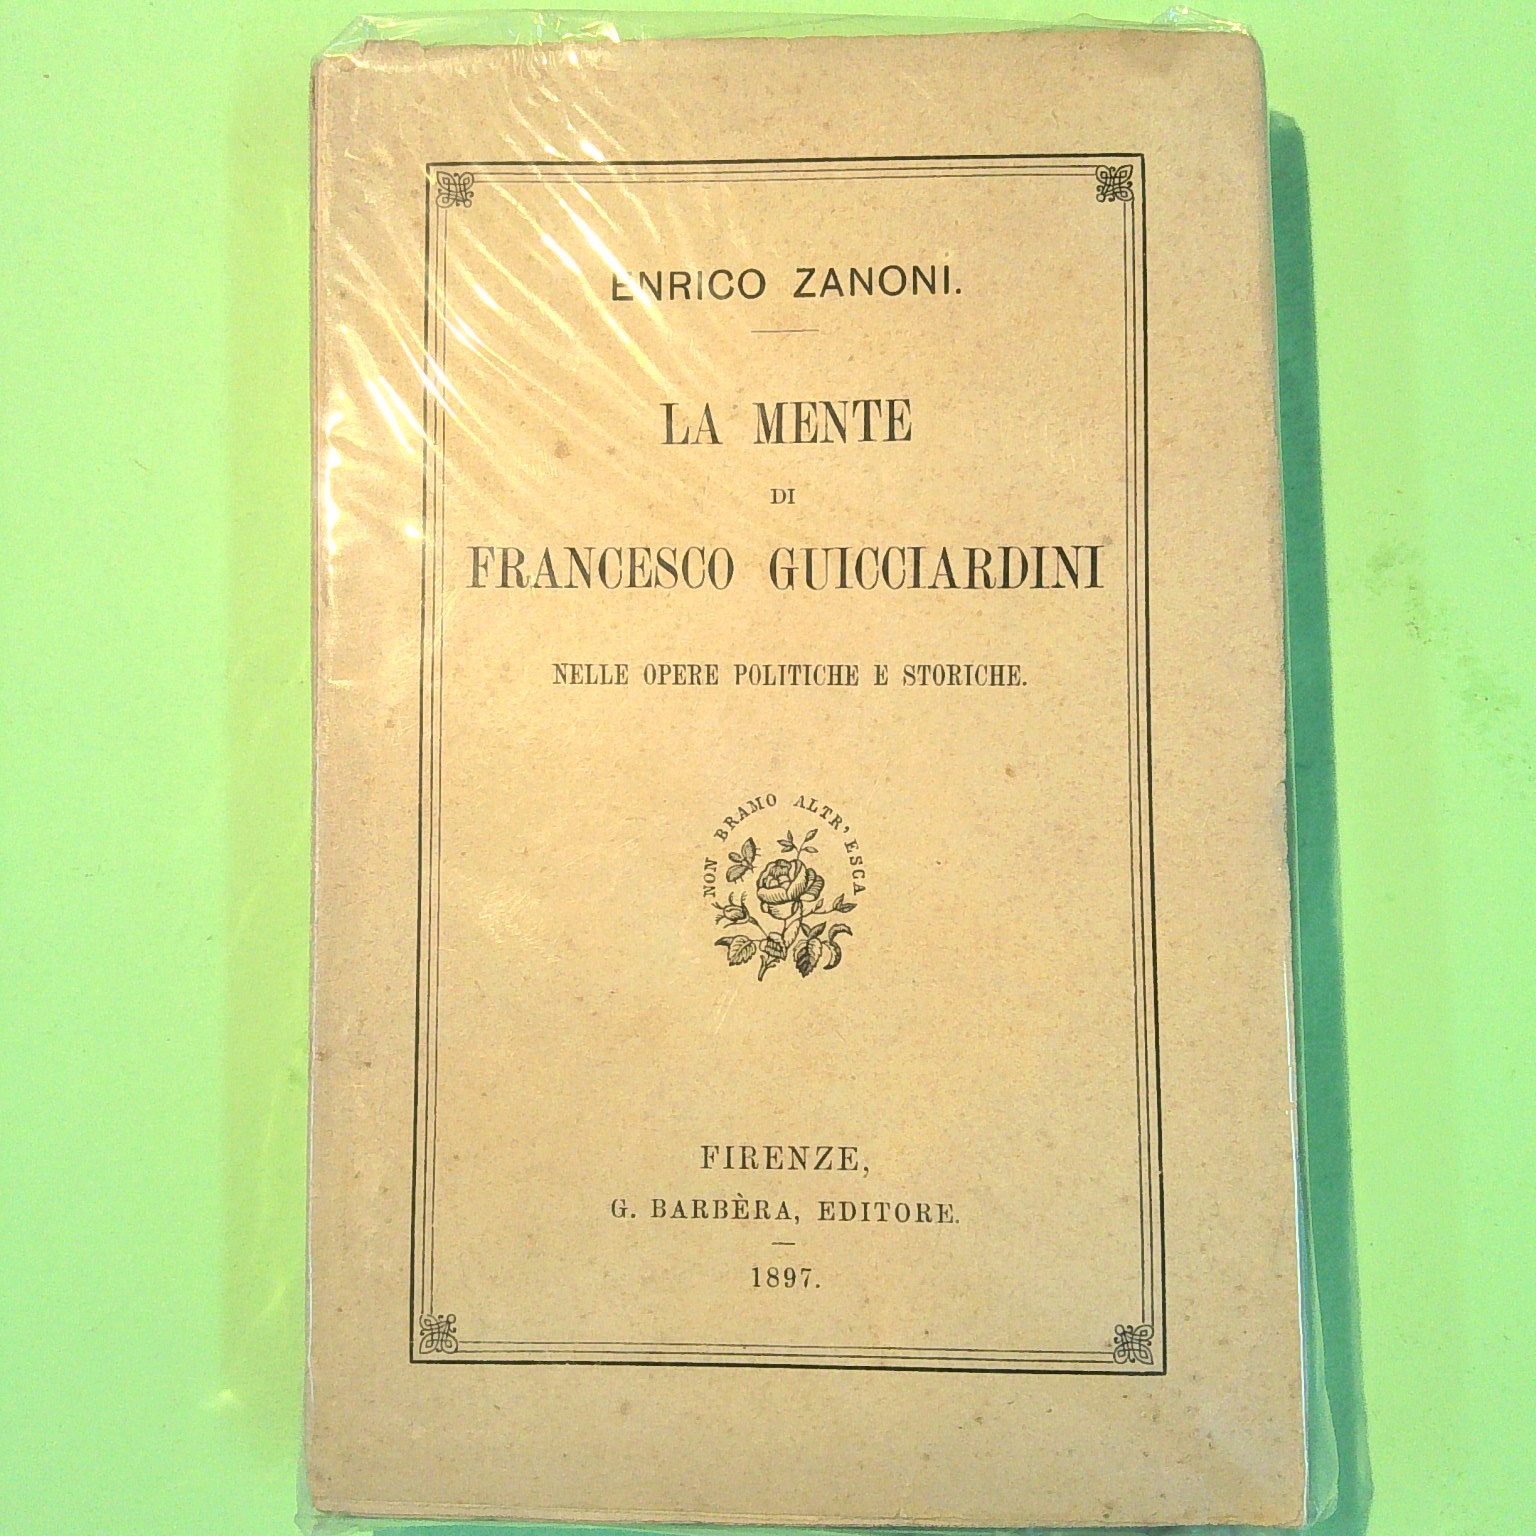 ENRICO ZANONI.
LA MENTE
DI
FRANCESCO GUICCIARDINI
NELLE OPERE POLITICHE E STORICHE.
NON BRAMO ALTR' ESCA
FIRENZE,
G. BARBÈRA, EDITORE.
1897.